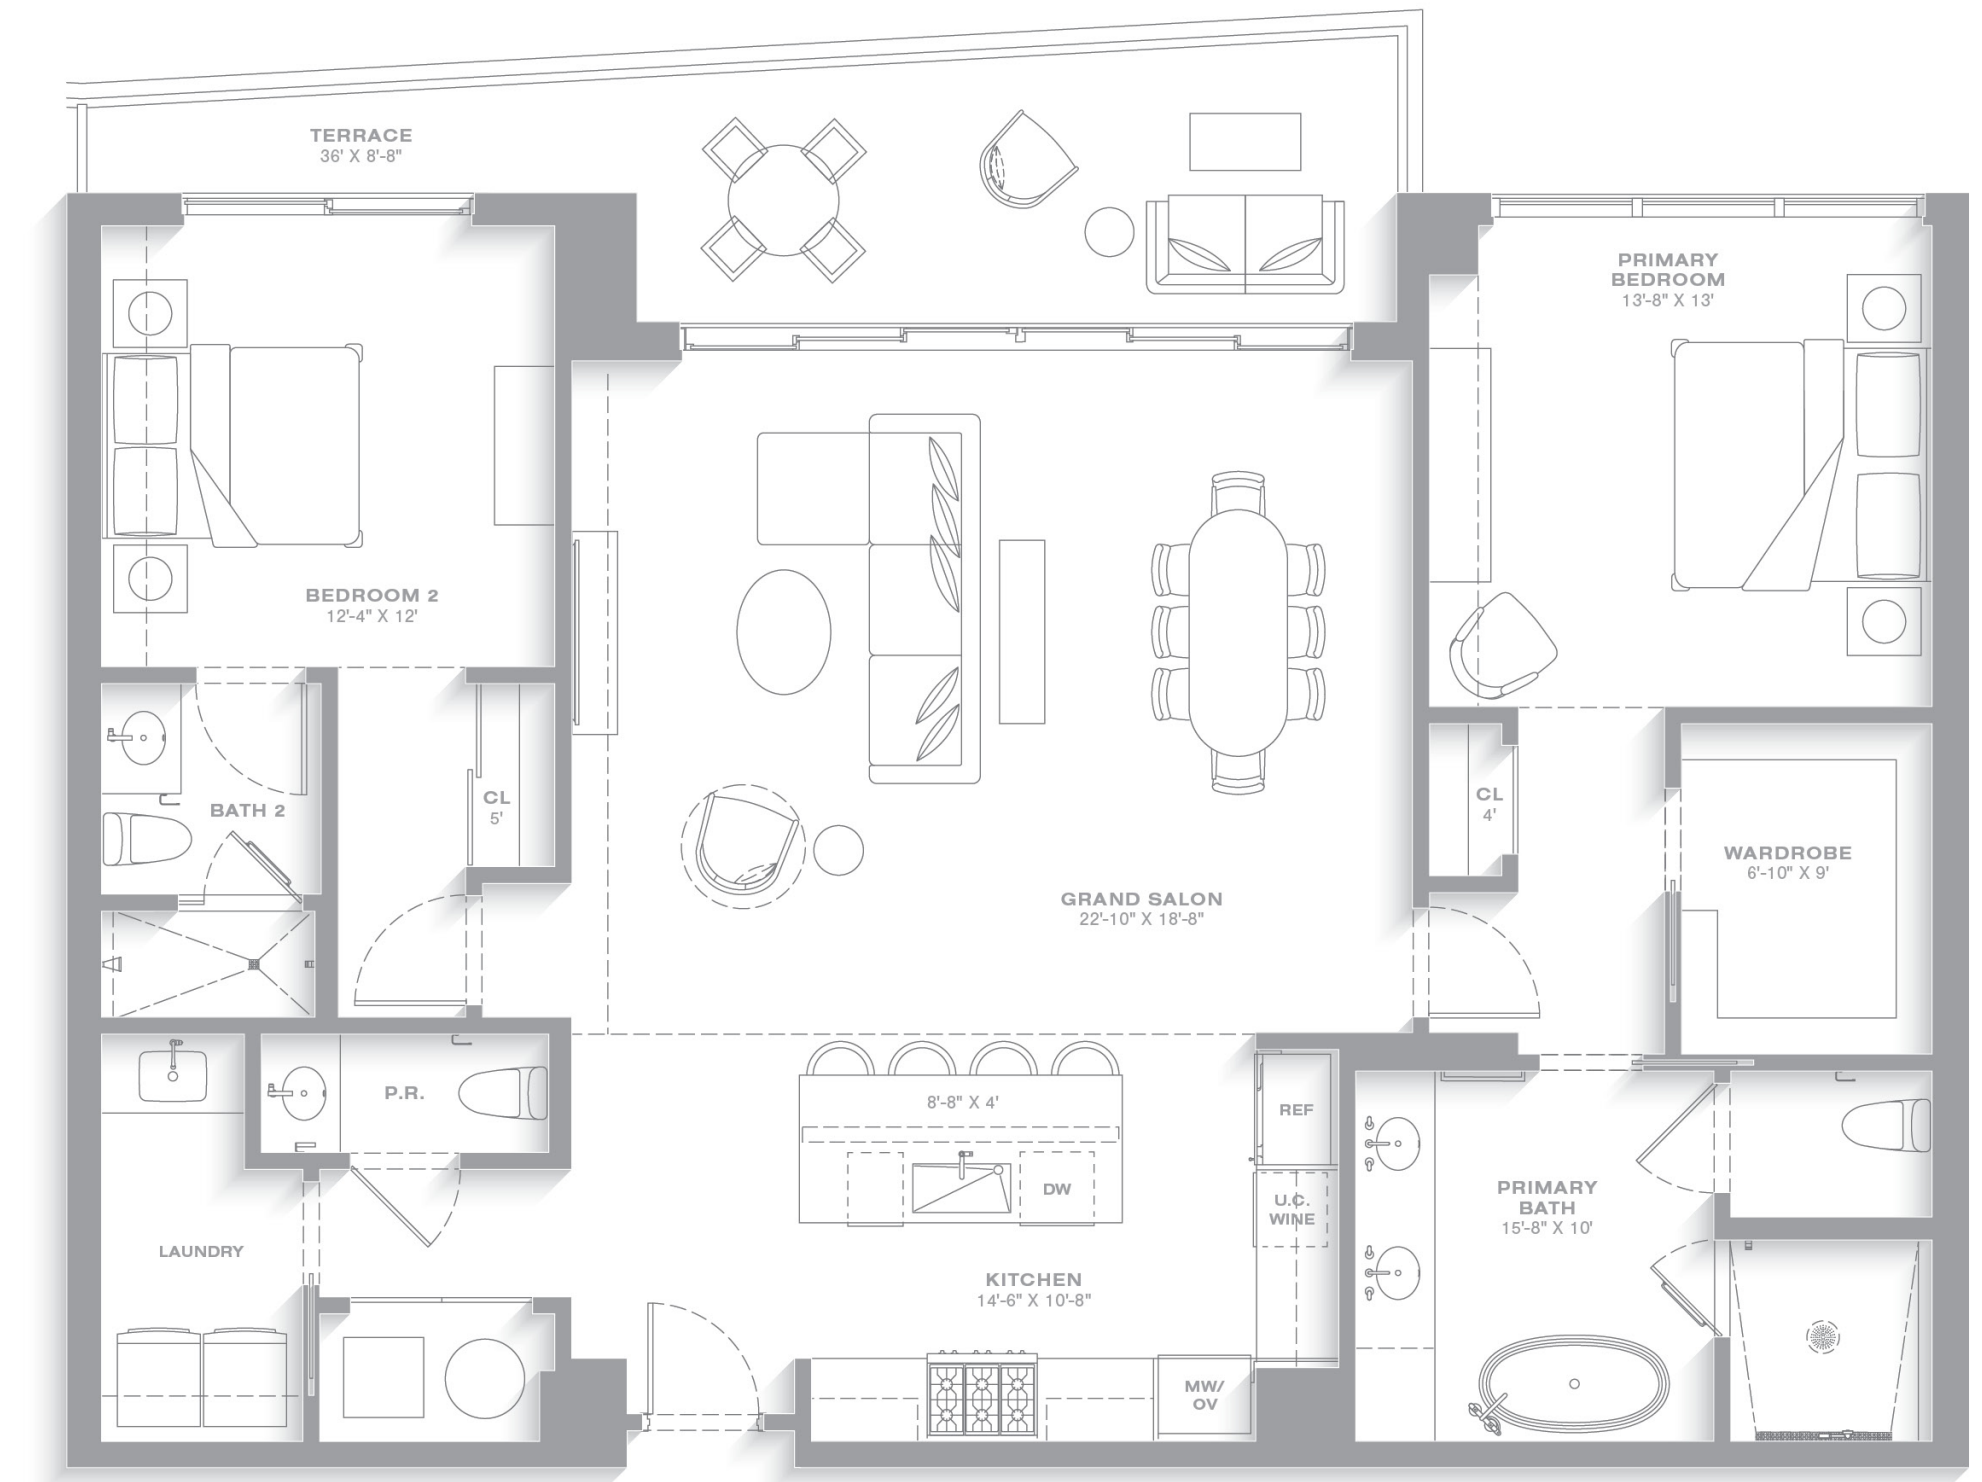 TERRACE
36' X 8'-8"
PRIMARY
BEDROOM
13'-8" X 13'
BEDROOM 2
12'-4" X 12'
BATH 2
CL
5'
CL
4'
WARDROBE
6'-10" X 9'
GRAND SALON
22'-10" X 18'-8"
P.R.
8'-8" X 4'
REF
DW
U.C.
WINE
PRIMARY
BATH
15'-8" X 10'
LAUNDRY
KITCHEN
14'-6" X 10'-8"
MW/
OV